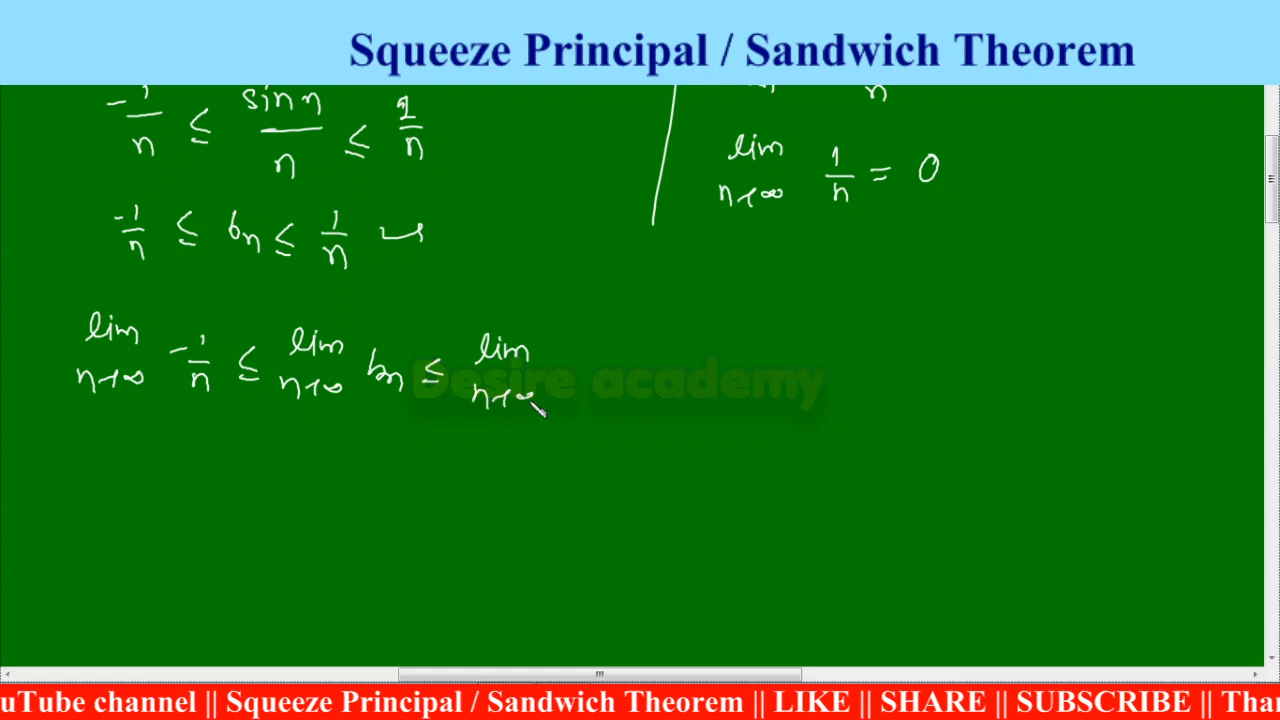 Squeeze Principal / Sandwich Theorem
-1/n ≤ sin n/n ≤ 1/n
-1/n ≤ bn ≤ 1/n
lim n→∞ -1/n ≤ lim n→∞ bn ≤ lim n→∞
n
lim n→∞ 1/n = 0
Desire academy
uTube channel || Squeeze Principal / Sandwich Theorem || LIKE || SHARE || SUBSCRIBE || Tha